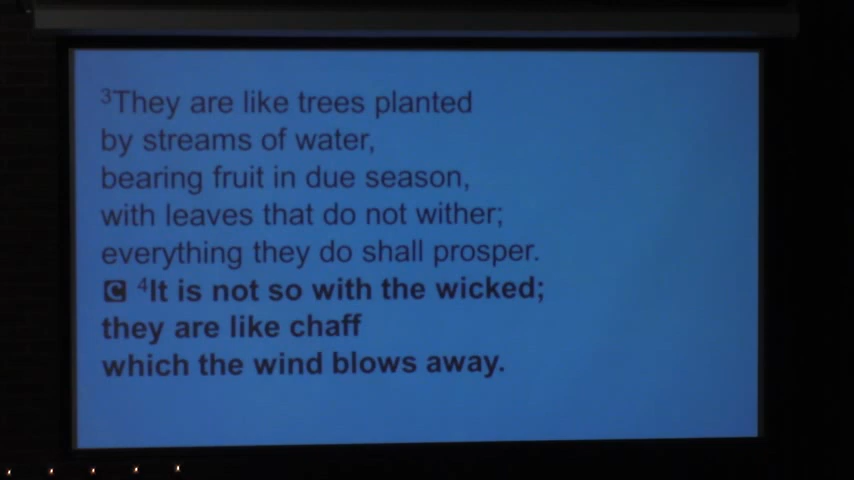 ³They are like trees planted
by streams of water,
bearing fruit in due season,
with leaves that do not wither;
everything they do shall prosper.
C ⁴It is not so with the wicked;
they are like chaff
which the wind blows away.